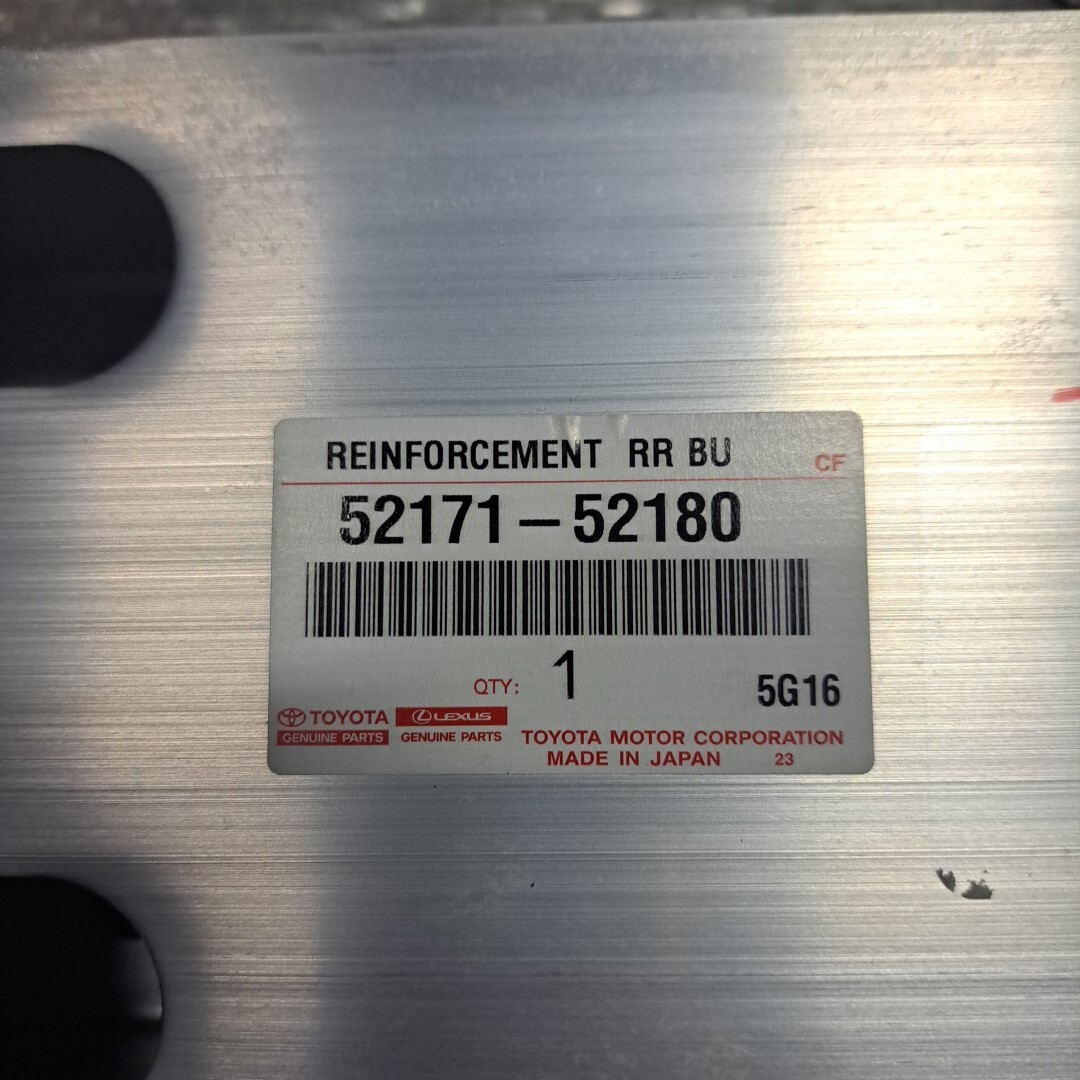 REINFORCEMENT RR BU
CF
52171-52180
QTY: 1
5G16
TOYOTA
GENUINE PARTS
LEXUS
GENUINE PARTS
TOYOTA MOTOR CORPORATION
MADE IN JAPAN 23